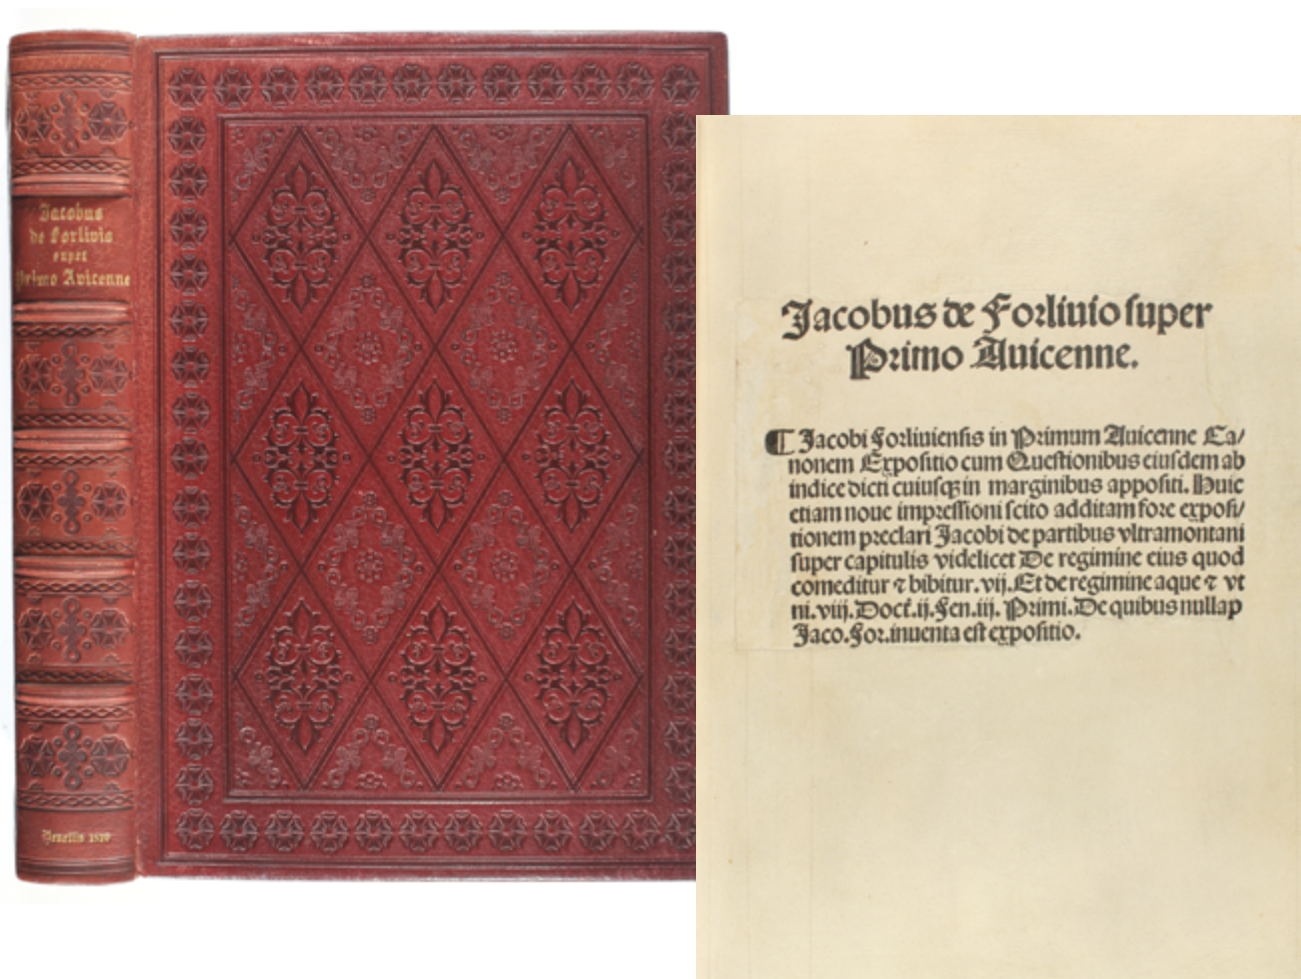 Jacobus
de Forlivio
super
Primo Avicenne
Venetiis
Jacobus de Forliuio super
Primo Auicenne.
¶ Jacobi Forliuiensis in Primum Auicenne Ca/
nonem Expositio cum Questionibus eiusdem ab
indice dicti cuiusqꝫ in marginibus appositi. Huic
etiam noue impressioni scito additam fore exposi/
tionem preclari Jacobi de partibus vltramontani
super capitulis videlicet De regimine eius quod
comeditur ⁊ bibitur. vij. Et de regimine aque ⁊ vt
ni. viij. Doct. ij. Fen. iij. Primi. De quibus nulla p
Jaco. For. inuenta est expositio.